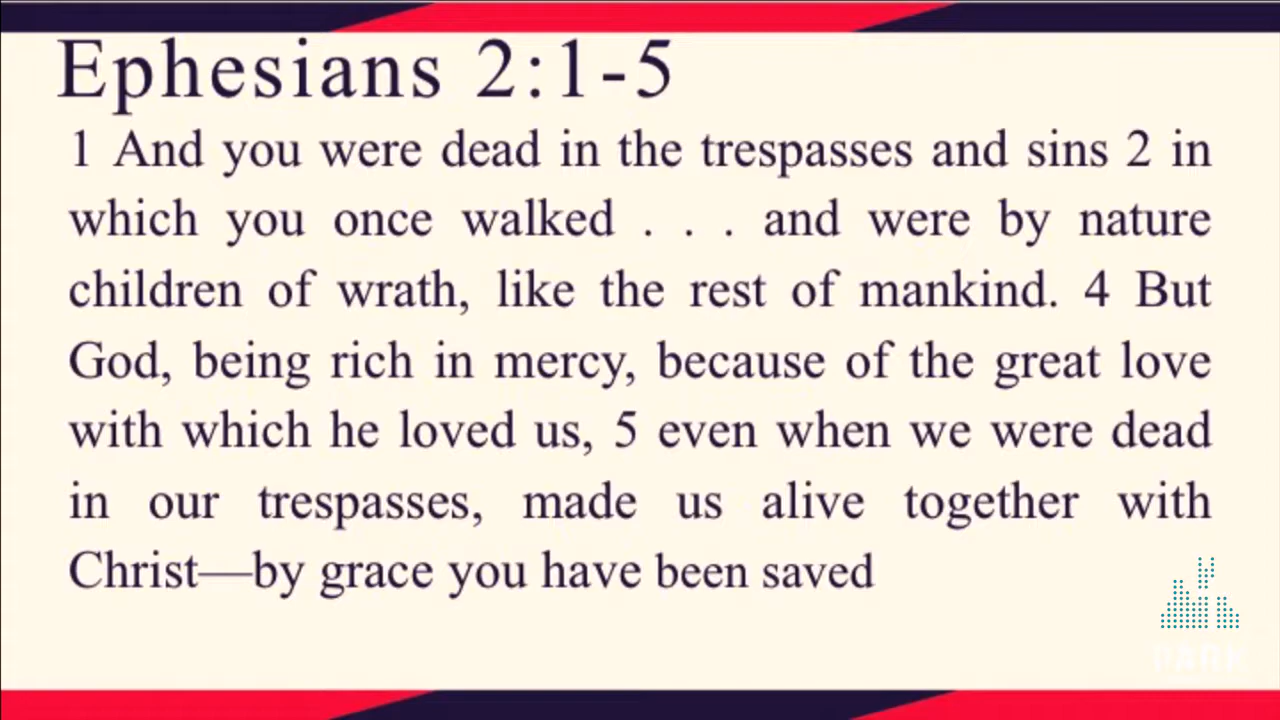 Ephesians 2:1-5
1 And you were dead in the trespasses and sins 2 in
which you once walked . . . and were by nature
children of wrath, like the rest of mankind. 4 But
God, being rich in mercy, because of the great love
with which he loved us, 5 even when we were dead
in our trespasses, made us alive together with
Christ—by grace you have been saved
PARK